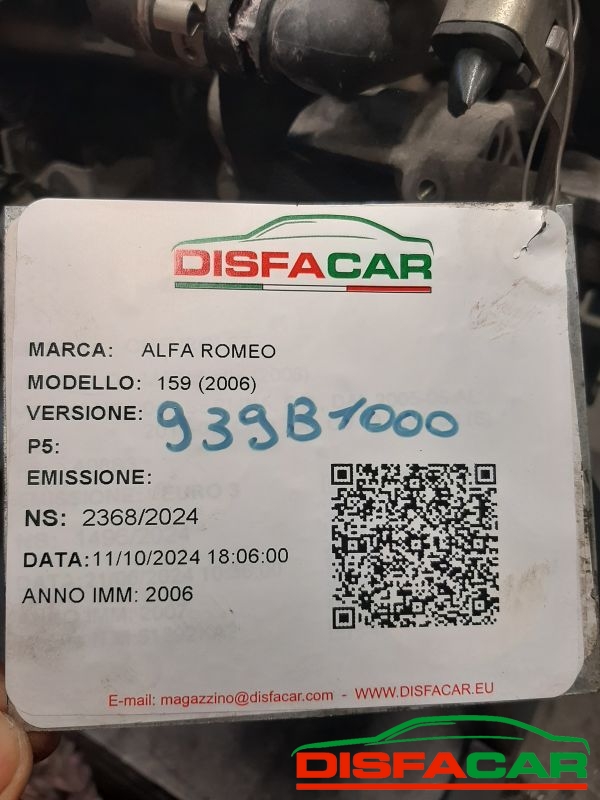 DISFACAR
MARCA: ALFA ROMEO
MODELLO: 159 (2006)
VERSIONE:
939B1000
P5:
EMISSIONE:
NS: 2368/2024
DATA:11/10/2024 18:06:00
ANNO IMM: 2006
E-mail: magazzino@disfacar.com - WWW.DISFACAR.EU
DISFACAR